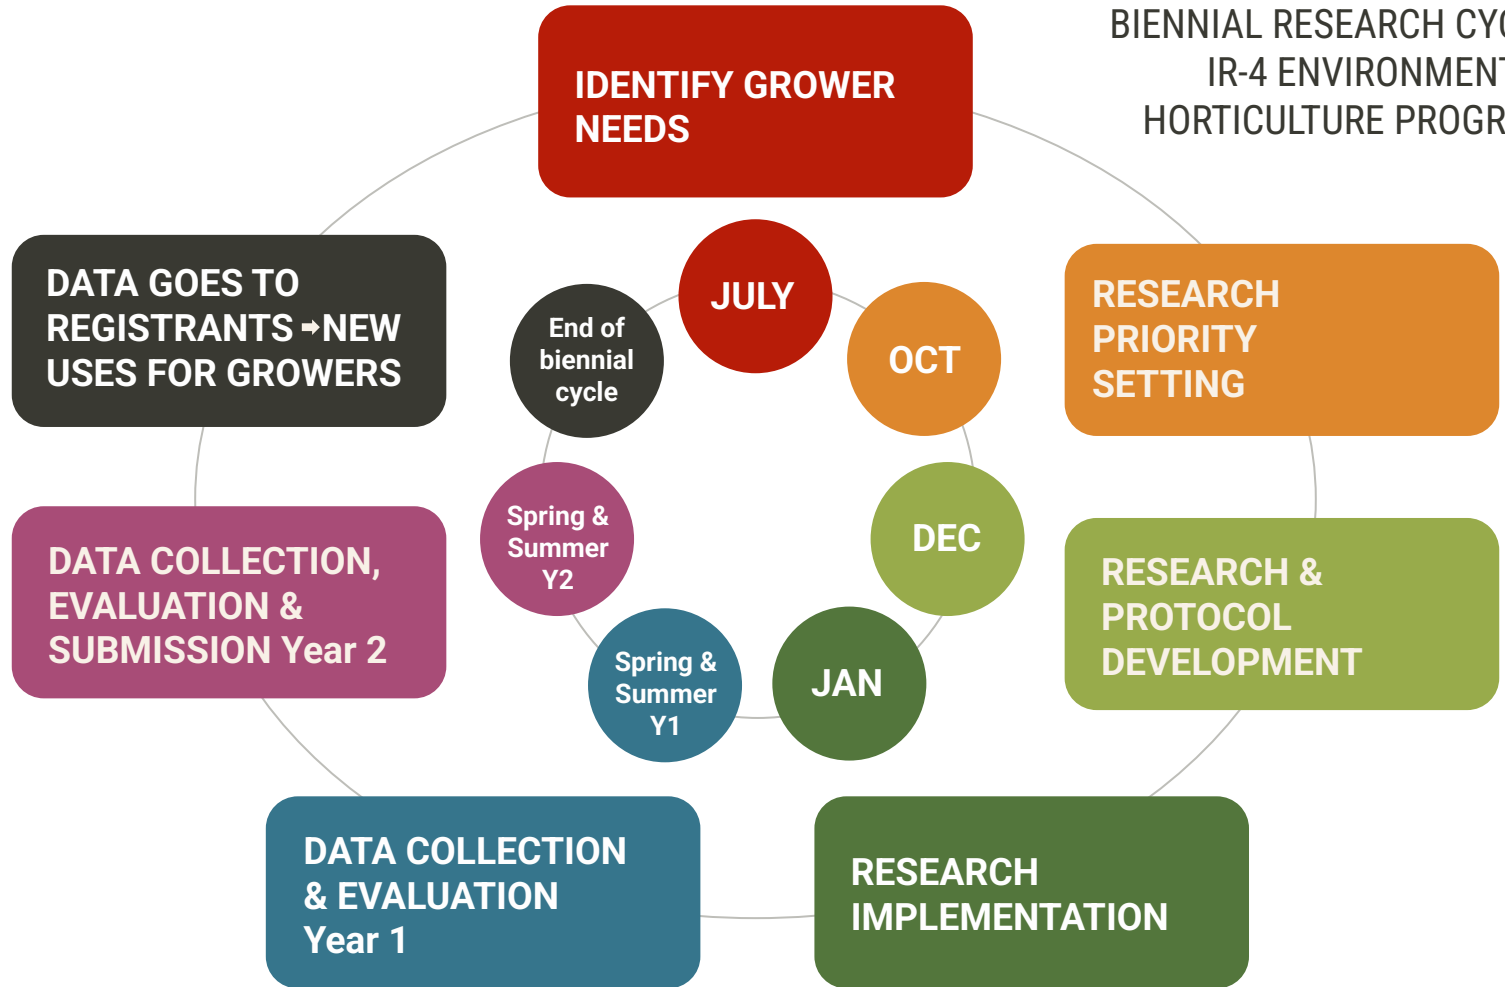 BIENNIAL RESEARCH CYC
IR-4 ENVIRONMENT
HORTICULTURE PROGR
IDENTIFY GROWER
NEEDS
RESEARCH
PRIORITY
SETTING
RESEARCH &
PROTOCOL
DEVELOPMENT
RESEARCH
IMPLEMENTATION
DATA COLLECTION
& EVALUATION
Year 1
DATA COLLECTION,
EVALUATION &
SUBMISSION Year 2
DATA GOES TO
REGISTRANTS ➡NEW
USES FOR GROWERS
JULY
OCT
DEC
JAN
Spring &
Summer
Y1
Spring &
Summer
Y2
End of
biennial
cycle